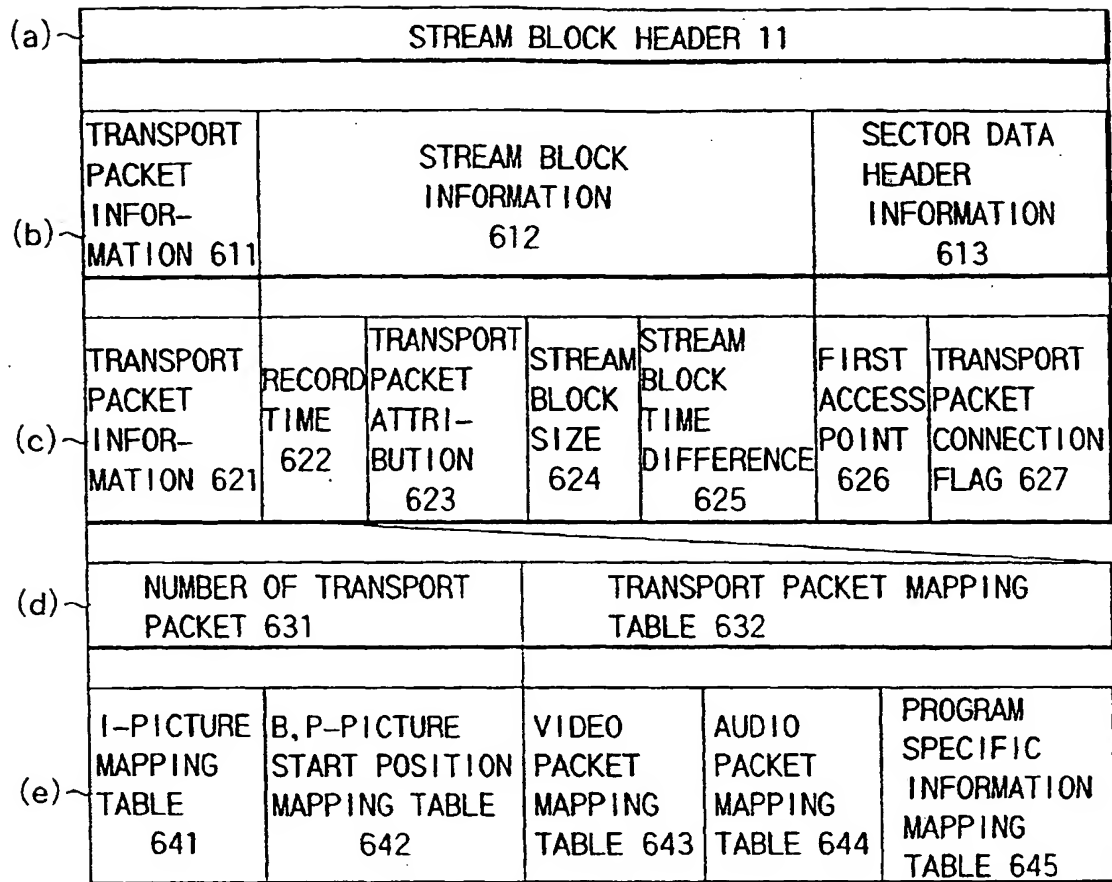 (a)
STREAM BLOCK HEADER 11
(b)
TRANSPORT
PACKET
INFOR-
MATION 611
STREAM BLOCK
INFORMATION
612
SECTOR DATA
HEADER
INFORMATION
613
(c)
TRANSPORT
PACKET
INFOR-
MATION 621
RECORD
TIME
622
TRANSPORT
PACKET
ATTRI-
BUTION
623
STREAM
BLOCK
SIZE
624
STREAM
BLOCK
TIME
DIFFERENCE
625
FIRST
ACCESS
POINT
626
TRANSPORT
PACKET
CONNECTION
FLAG 627
(d)
NUMBER OF TRANSPORT
PACKET 631
TRANSPORT PACKET MAPPING
TABLE 632
(e)
I-PICTURE
MAPPING
TABLE
641
B,P-PICTURE
START POSITION
MAPPING TABLE
642
VIDEO
PACKET
MAPPING
TABLE 643
AUDIO
PACKET
MAPPING
TABLE 644
PROGRAM
SPECIFIC
INFORMATION
MAPPING
TABLE 645